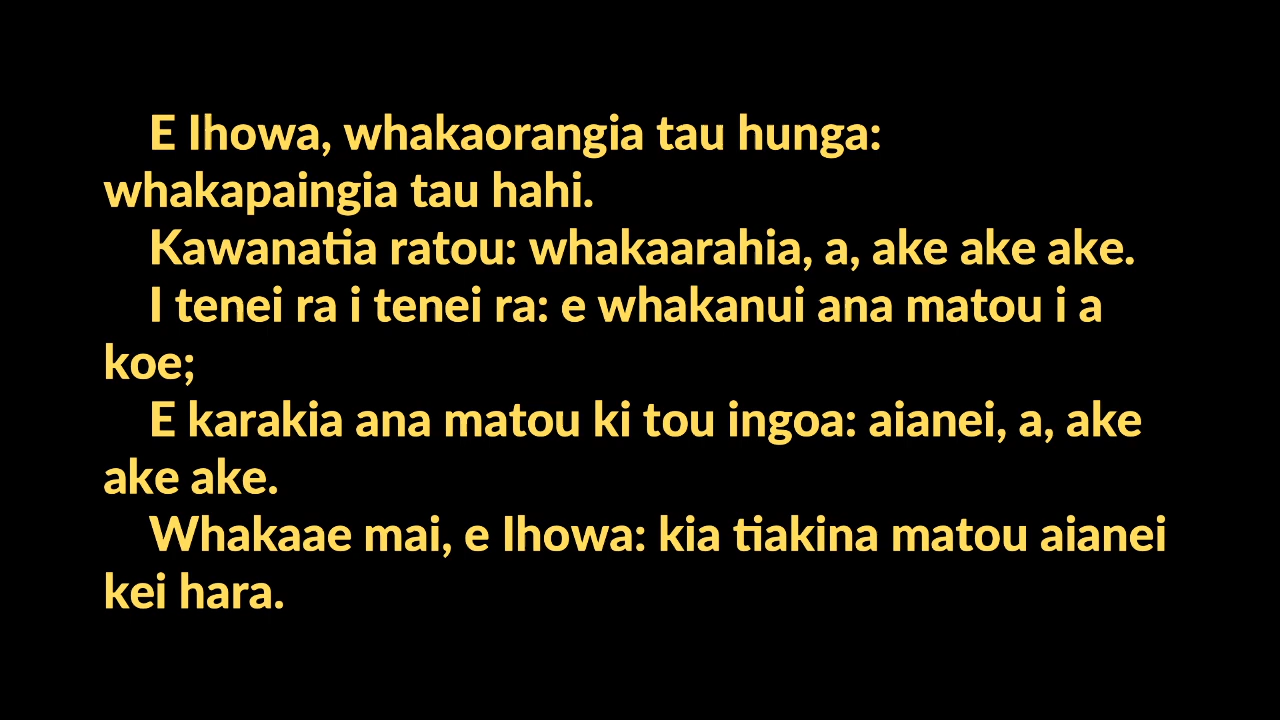 E Ihowa, whakaorangia tau hunga:
whakapaingia tau hahi.
Kawanatia ratou: whakaarahia, a, ake ake ake.
I tenei ra i tenei ra: e whakanui ana matou i a
koe;
E karakia ana matou ki tou ingoa: aianei, a, ake
ake ake.
Whakaae mai, e Ihowa: kia tiakina matou aianei
kei hara.